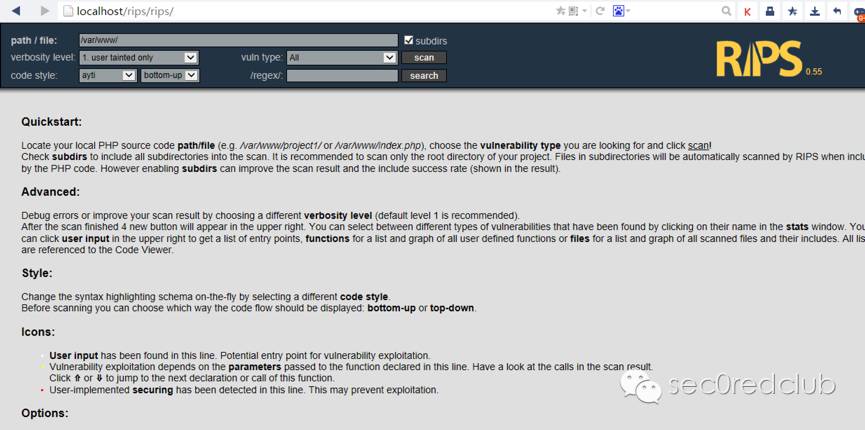 localhost/rips/rips/
K
path / file: /var/www/ subdirs
verbosity level: 1. user tainted only vuln type: All scan
code style: ayti bottom-up /regex/: search
RIPS 0.55
Quickstart:
Locate your local PHP source code path/file (e.g. /var/www/project1/ or /var/www/index.php), choose the vulnerability type you are looking for and click scan!
Check subdirs to include all subdirectories into the scan. It is recommended to scan only the root directory of your project. Files in subdirectories will be automatically scanned by RIPS when inclu
by the PHP code. However enabling subdirs can improve the scan result and the include success rate (shown in the result).
Advanced:
Debug errors or improve your scan result by choosing a different verbosity level (default level 1 is recommended).
After the scan finished 4 new button will appear in the upper right. You can select between different types of vulnerabilities that have been found by clicking on their name in the stats window. You
can click user input in the upper right to get a list of entry points, functions for a list and graph of all user defined functions or files for a list and graph of all scanned files and their includes. All lis
are referenced to the Code Viewer.
Style:
Change the syntax highlighting schema on-the-fly by selecting a different code style.
Before scanning you can choose which way the code flow should be displayed: bottom-up or top-down.
Icons:
User input has been found in this line. Potential entry point for vulnerability exploitation.
Vulnerability exploitation depends on the parameters passed to the function declared in this line. Have a look at the calls in the scan result.
Click ⇑ or ⇓ to jump to the next declaration or call of this function.
User-implemented securing has been detected in this line. This may prevent exploitation.
sec0redclub
Options: